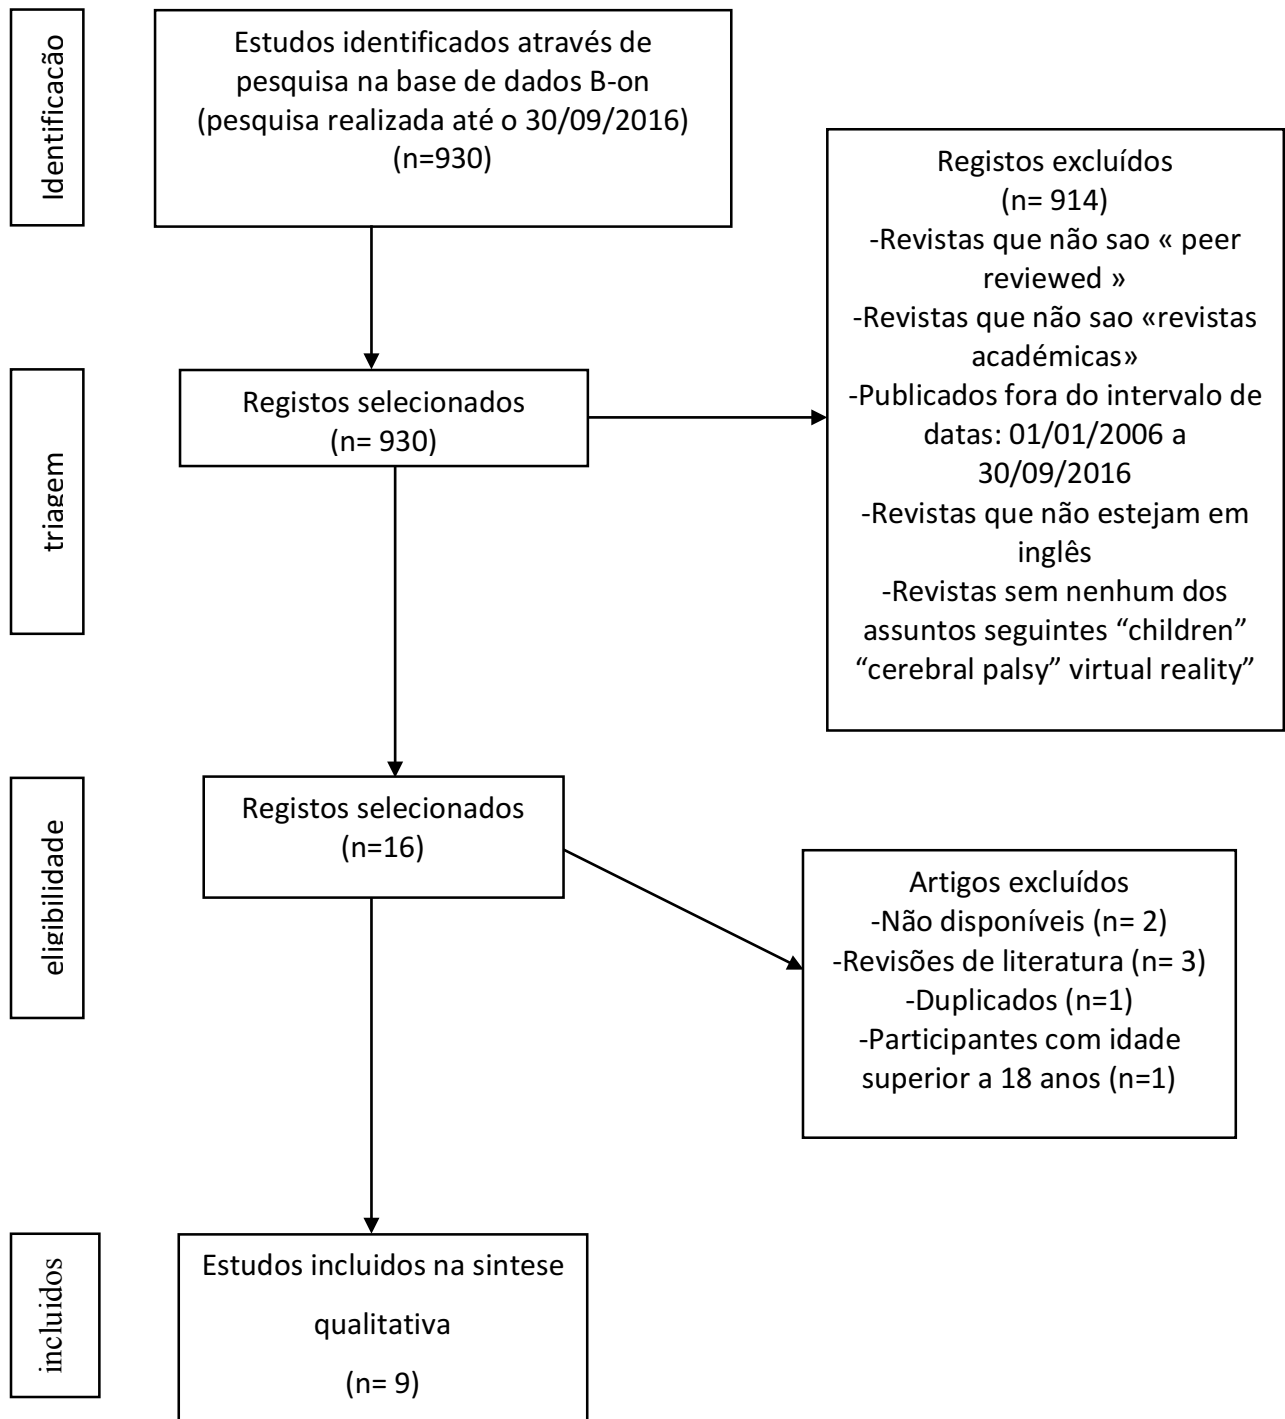 Identificacão
Estudos identificados através de
pesquisa na base de dados B-on
(pesquisa realizada até o 30/09/2016)
(n=930)
Registos excluídos
(n= 914)
-Revistas que não sao « peer
reviewed »
-Revistas que não sao «revistas
académicas»
-Publicados fora do intervalo de
datas: 01/01/2006 a
30/09/2016
-Revistas que não estejam em
inglês
-Revistas sem nenhum dos
assuntos seguintes “children”
“cerebral palsy” virtual reality”
triagem
Registos selecionados
(n= 930)
eligibilidade
Registos selecionados
(n=16)
Artigos excluídos
-Não disponíveis (n= 2)
-Revisões de literatura (n= 3)
-Duplicados (n=1)
-Participantes com idade
superior a 18 anos (n=1)
incluidos
Estudos incluidos na sintese
qualitativa
(n= 9)